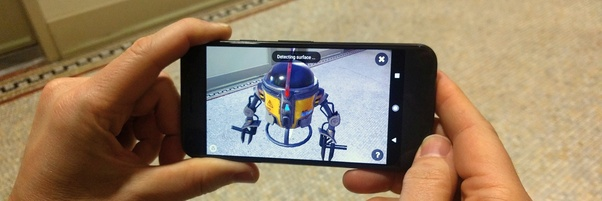 Detecting surface ...
?